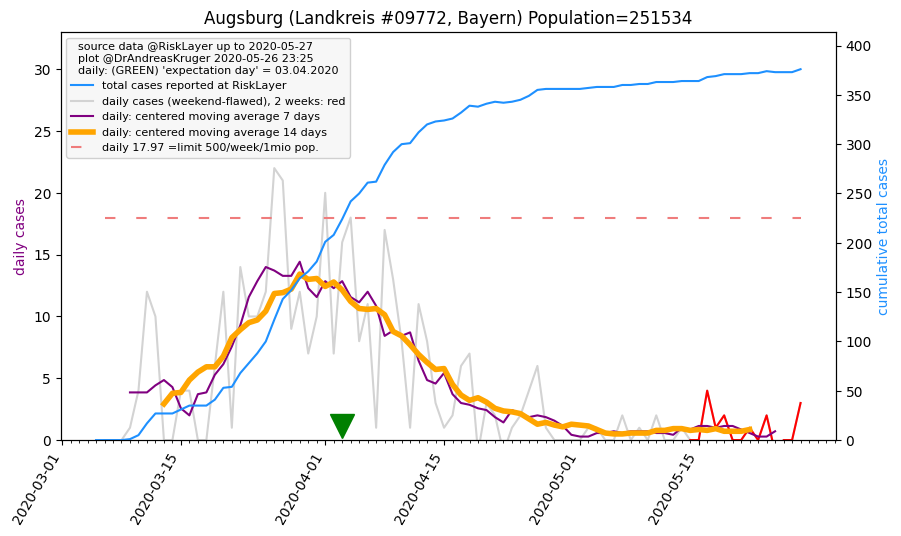 Augsburg (Landkreis #09772, Bayern) Population=251534
source data @RiskLayer up to 2020-05-27
plot @DrAndreasKruger 2020-05-26 23:25
daily: (GREEN) 'expectation day' = 03.04.2020
total cases reported at RiskLayer
daily cases (weekend-flawed), 2 weeks: red
daily: centered moving average 7 days
daily: centered moving average 14 days
daily 17.97 =limit 500/week/1mio pop.
daily cases
30
25
20
15
10
5
0
cumulative total cases
400
350
300
250
200
150
100
50
0
2020-03-01
2020-03-15
2020-04-01
2020-04-15
2020-05-01
2020-05-15